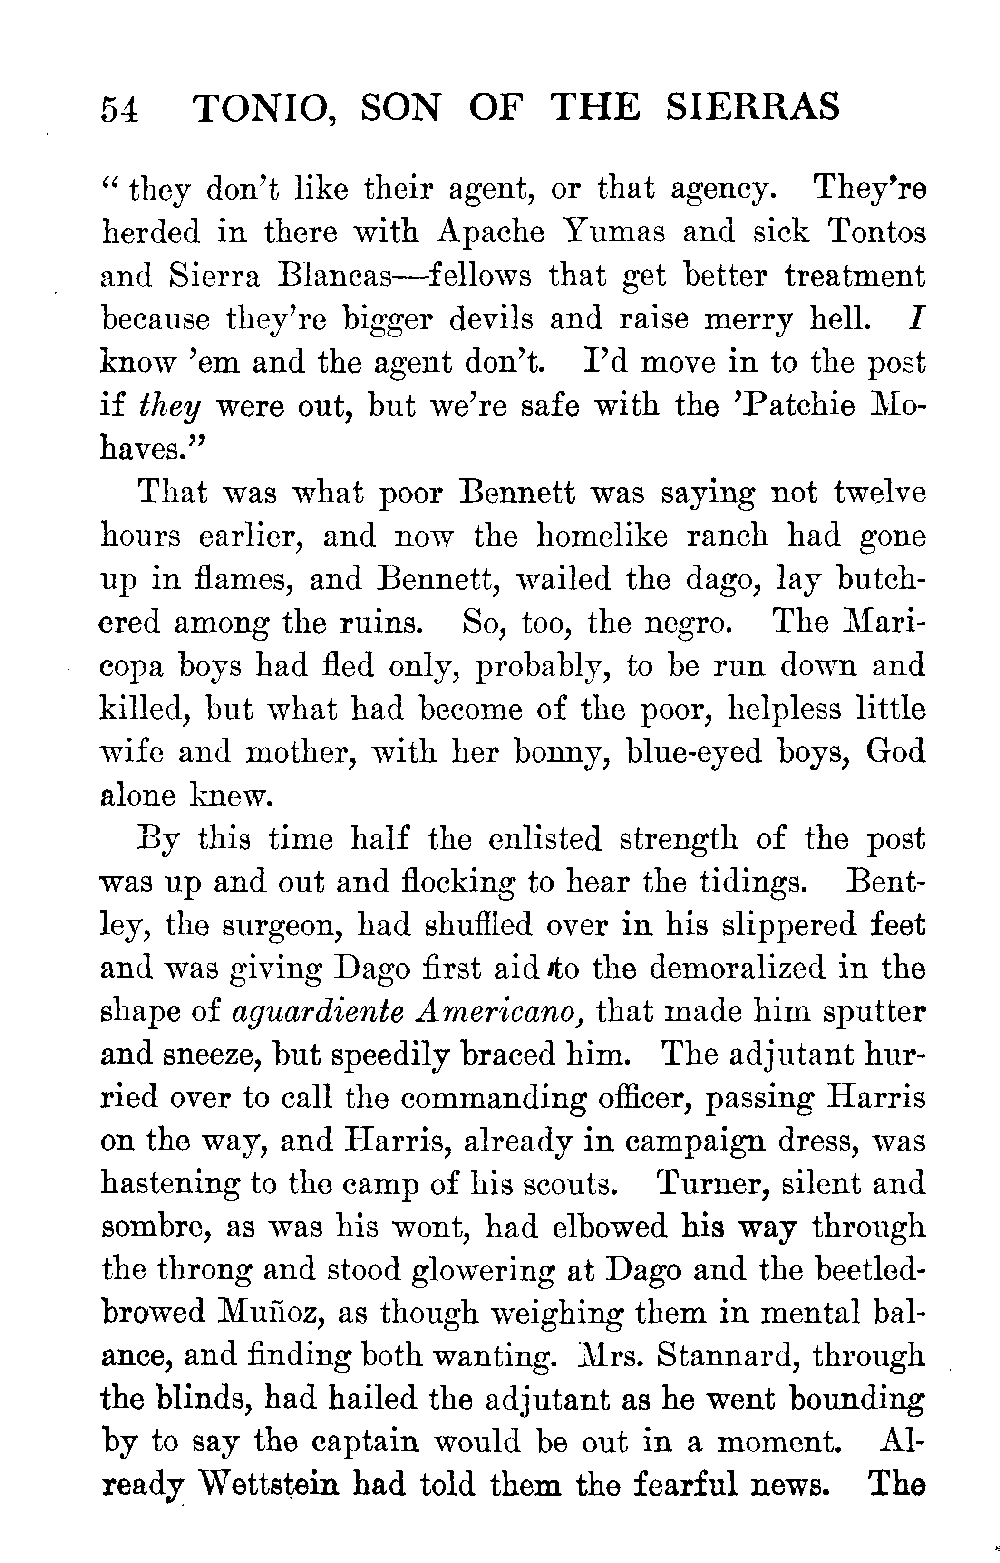 54 TONIO, SON OF THE SIERRAS
“ they don’t like their agent, or that agency. They’re
herded in there with Apache Yumas and sick Tontos
and Sierra Blancas—fellows that get better treatment
because they’re bigger devils and raise merry hell. I
know ’em and the agent don’t. I’d move in to the post
if they were out, but we’re safe with the ’Patchie Mo-
haves.”
That was what poor Bennett was saying not twelve
hours earlier, and now the homelike ranch had gone
up in flames, and Bennett, wailed the dago, lay butch-
ered among the ruins. So, too, the negro. The Mari-
copa boys had fled only, probably, to be run down and
killed, but what had become of the poor, helpless little
wife and mother, with her bonny, blue-eyed boys, God
alone knew.
By this time half the enlisted strength of the post
was up and out and flocking to hear the tidings. Bent-
ley, the surgeon, had shuffled over in his slippered feet
and was giving Dago first aid to the demoralized in the
shape of aguardiente Americano, that made him sputter
and sneeze, but speedily braced him. The adjutant hur-
ried over to call the commanding officer, passing Harris
on the way, and Harris, already in campaign dress, was
hastening to the camp of his scouts. Turner, silent and
sombre, as was his wont, had elbowed his way through
the throng and stood glowering at Dago and the beetled-
browed Muñoz, as though weighing them in mental bal-
ance, and finding both wanting. Mrs. Stannard, through
the blinds, had hailed the adjutant as he went bounding
by to say the captain would be out in a moment. Al-
ready Wettstein had told them the fearful news. The